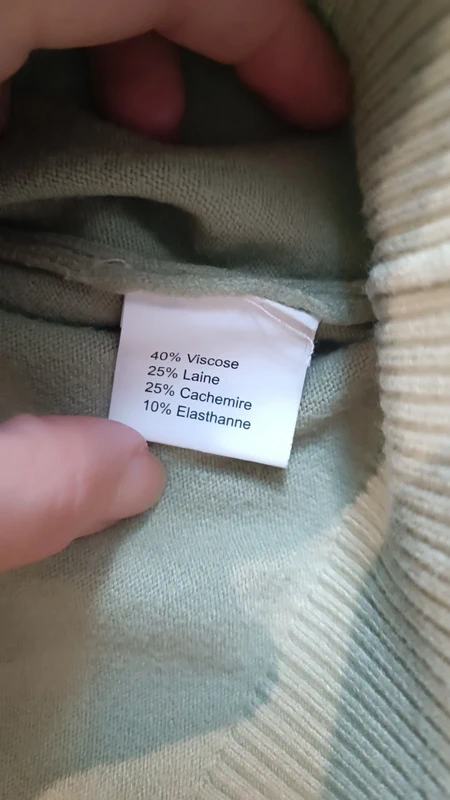 40% Viscose
25% Laine
25% Cachemire
10% Elasthanne